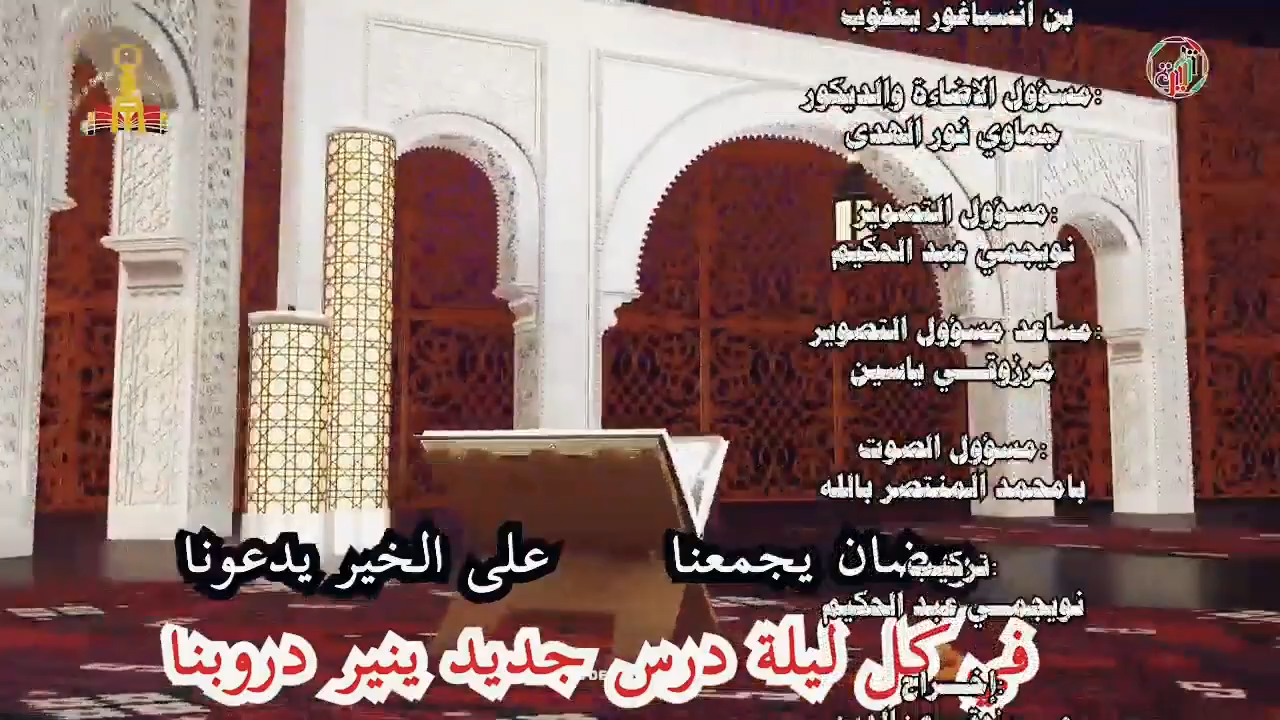 بن انسباغور يعقوب
مسؤول الاضاءة والديكور:
جماوي نور الهدى
مسؤول التصوير:
نويجمي عبد الحكيم
مساعد مسؤول التصوير:
مرزوقي ياسين
مسؤول الصوت:
بامحمد المنتصر بالله
رمضان يجمعنا على الخير يدعونا
تركيب:
نويجمي عبد الحكيم
في كل ليلة درس جديد ينير دروبنا
إخراج: